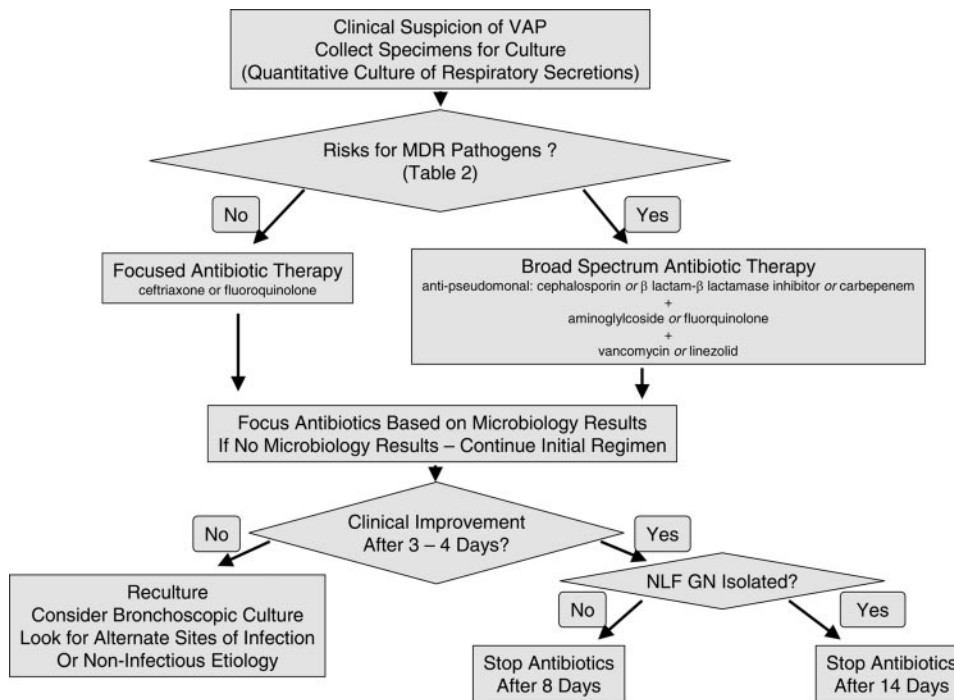 Clinical Suspicion of VAP
Collect Specimens for Culture
(Quantitative Culture of Respiratory Secretions)
Risks for MDR Pathogens ?
(Table 2)
No
Yes
Focused Antibiotic Therapy
ceftriaxone or fluoroquinolone
Broad Spectrum Antibiotic Therapy
anti-pseudomonal: cephalosporin or β lactam-β lactamase inhibitor or carbepenem
+
aminoglylcoside or fluorquinolone
+
vancomycin or linezolid
Focus Antibiotics Based on Microbiology Results
If No Microbiology Results – Continue Initial Regimen
Clinical Improvement
After 3 – 4 Days?
No
Yes
Reculture
Consider Bronchoscopic Culture
Look for Alternate Sites of Infection
Or Non-Infectious Etiology
NLF GN Isolated?
No
Yes
Stop Antibiotics
After 8 Days
Stop Antibiotics
After 14 Days